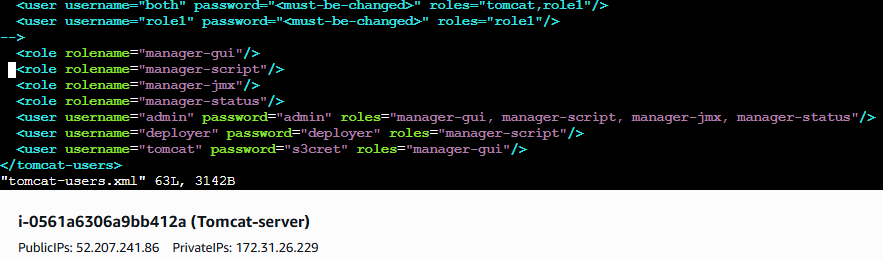 <user username="both" password="<must-be-changed>" roles="tomcat,role1"/>
<user username="role1" password="<must-be-changed>" roles="role1"/>
-->
<role rolename="manager-gui"/>
<role rolename="manager-script"/>
<role rolename="manager-jmx"/>
<role rolename="manager-status"/>
<user username="admin" password="admin" roles="manager-gui, manager-script, manager-jmx, manager-status"/>
<user username="deployer" password="deployer" roles="manager-script"/>
<user username="tomcat" password="s3cret" roles="manager-gui"/>
</tomcat-users>
"tomcat-users.xml" 63L, 3142B
i-0561a6306a9bb412a (Tomcat-server)
PublicIPs: 52.207.241.86 PrivateIPs: 172.31.26.229